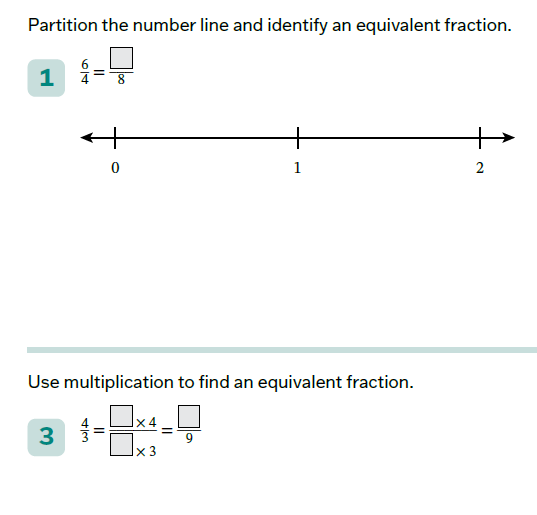 Partition the number line and identify an equivalent fraction.
1 6/4 = □/8
0 1 2
Use multiplication to find an equivalent fraction.
3 4/3 = □ × 4/□ × 3 = □/9